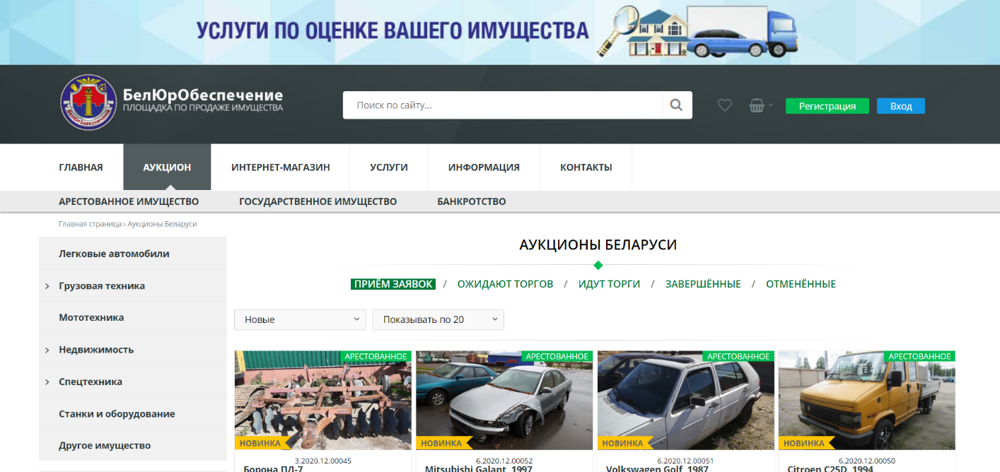 УСЛУГИ ПО ОЦЕНКЕ ВАШЕГО ИМУЩЕСТВА
БелЮрОбеспечение
ПЛОЩАДКА ПО ПРОДАЖЕ ИМУЩЕСТВА
БЕЛЮРЗАБЕСПЯЧЭННЕ
Поиск по сайту...
Регистрация
Вход
ГЛАВНАЯ АУКЦИОН ИНТЕРНЕТ-МАГАЗИН УСЛУГИ ИНФОРМАЦИЯ КОНТАКТЫ
АРЕСТОВАННОЕ ИМУЩЕСТВО ГОСУДАРСТВЕННОЕ ИМУЩЕСТВО БАНКРОТСТВО
Главная страница › Аукционы Беларуси
Легковые автомобили
Грузовая техника
Мототехника
Недвижимость
Спецтехника
Станки и оборудование
Другое имущество
АУКЦИОНЫ БЕЛАРУСИ
ПРИЁМ ЗАЯВОК / ОЖИДАЮТ ТОРГОВ / ИДУТ ТОРГИ / ЗАВЕРШЁННЫЕ / ОТМЕНЁННЫЕ
Новые
Показывать по 20
АРЕСТОВАННОЕ АРЕСТОВАННОЕ АРЕСТОВАННОЕ АРЕСТОВАННОЕ
НОВИНКА НОВИНКА НОВИНКА НОВИНКА
3.2020.12.00045 6.2020.12.00052 6.2020.12.00051 6.2020.12.00050
Борона ПД-7 Mitsubishi Galant, 1997 Volkswagen Golf, 1987 Citroen C25D, 1994